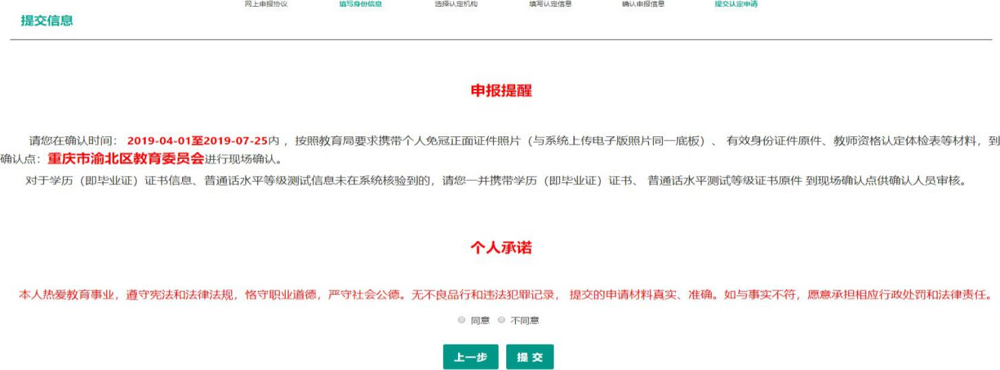 网上申报协议 填写身份信息 选择认定机构 填写认定信息 确认申报信息 提交认定申请
提交信息
申报提醒
请您在确认时间： 2019-04-01至2019-07-25内 ，按照教育局要求携带个人免冠正面证件照片（与系统上传电子版照片同一底板）、 有效身份证件原件、教师资格认定体检表等材料，到
确认点：重庆市渝北区教育委员会进行现场确认。
对于学历（即毕业证）证书信息、普通话水平等级测试信息未在系统核验到的，请您一并携带学历（即毕业证）证书、 普通话水平测试等级证书原件 到现场确认点供确认人员审核。
个人承诺
本人热爱教育事业，遵守宪法和法律法规，恪守职业道德，严守社会公德。无不良品行和违法犯罪记录， 提交的申请材料真实、准确。如与事实不符，愿意承担相应行政处罚和法律责任。
同意 不同意
上一步 提 交